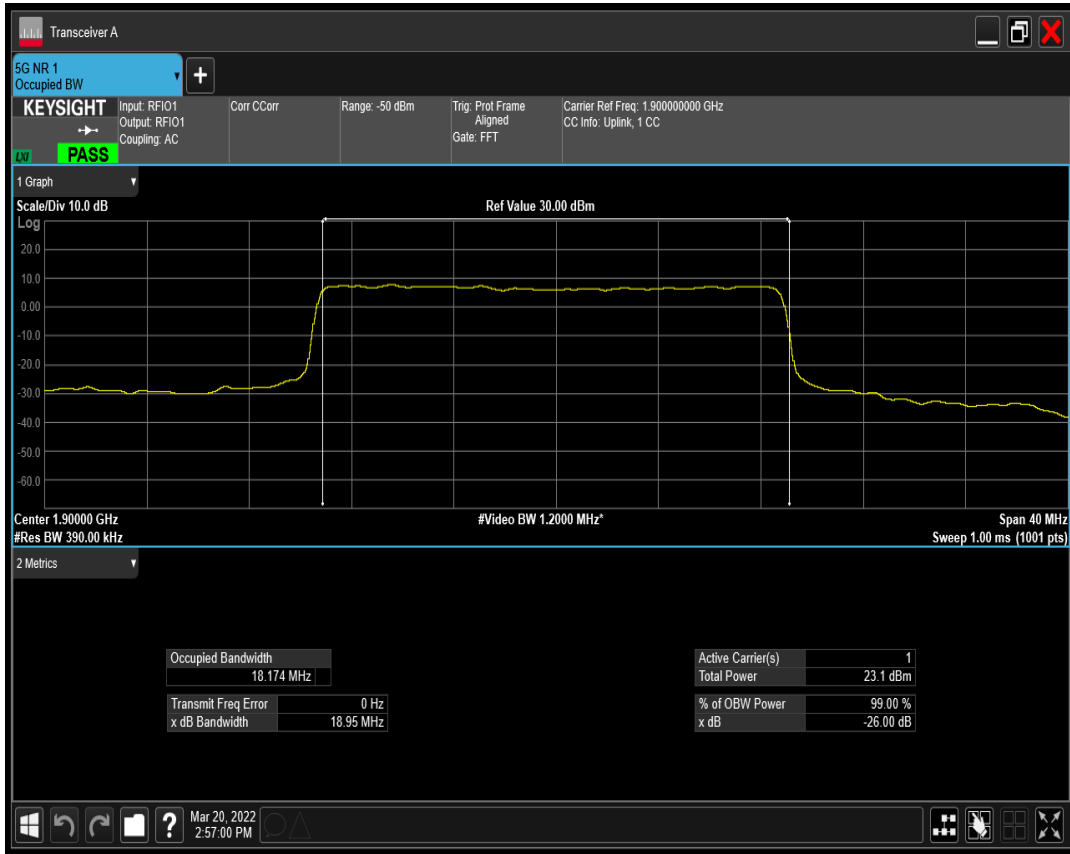 Transceiver A
5G NR 1
Occupied BW
+
KEYSIGHT
LXI
PASS
Input: RFIO1
Output: RFIO1
Coupling: AC
Corr CCorr
Range: -50 dBm
Trig: Prot Frame
Aligned
Gate: FFT
Carrier Ref Freq: 1.900000000 GHz
CC Info: Uplink, 1 CC
1 Graph
Scale/Div 10.0 dB
Ref Value 30.00 dBm
Log
20.0
10.0
0.00
-10.0
-20.0
-30.0
-40.0
-50.0
-60.0
Center 1.90000 GHz
#Video BW 1.2000 MHz*
Span 40 MHz
#Res BW 390.00 kHz
Sweep 1.00 ms (1001 pts)
2 Metrics
Occupied Bandwidth
18.174 MHz
Transmit Freq Error 0 Hz
x dB Bandwidth 18.95 MHz
Active Carrier(s) 1
Total Power 23.1 dBm
% of OBW Power 99.00 %
x dB -26.00 dB
?
Mar 20, 2022
2:57:00 PM